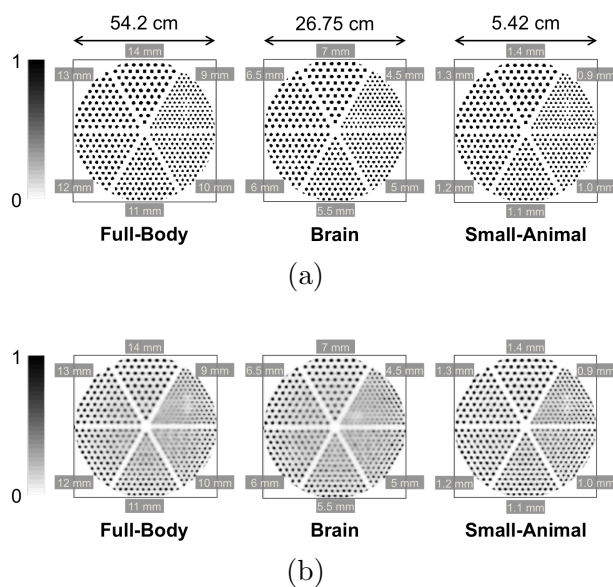 54.2 cm 26.75 cm 5.42 cm
14 mm 7 mm 1.4 mm
1 13 mm 9 mm 6.5 mm 4.5 mm 1.3 mm 0.9 mm
0 12 mm 10 mm 6 mm 5 mm 1.2 mm 1.0 mm
11 mm 5.5 mm 1.1 mm
Full-Body Brain Small-Animal
(a)
14 mm 7 mm 1.4 mm
1 13 mm 9 mm 6.5 mm 4.5 mm 1.3 mm 0.9 mm
0 12 mm 10 mm 6 mm 5 mm 1.2 mm 1.0 mm
11 mm 5.5 mm 1.1 mm
Full-Body Brain Small-Animal
(b)